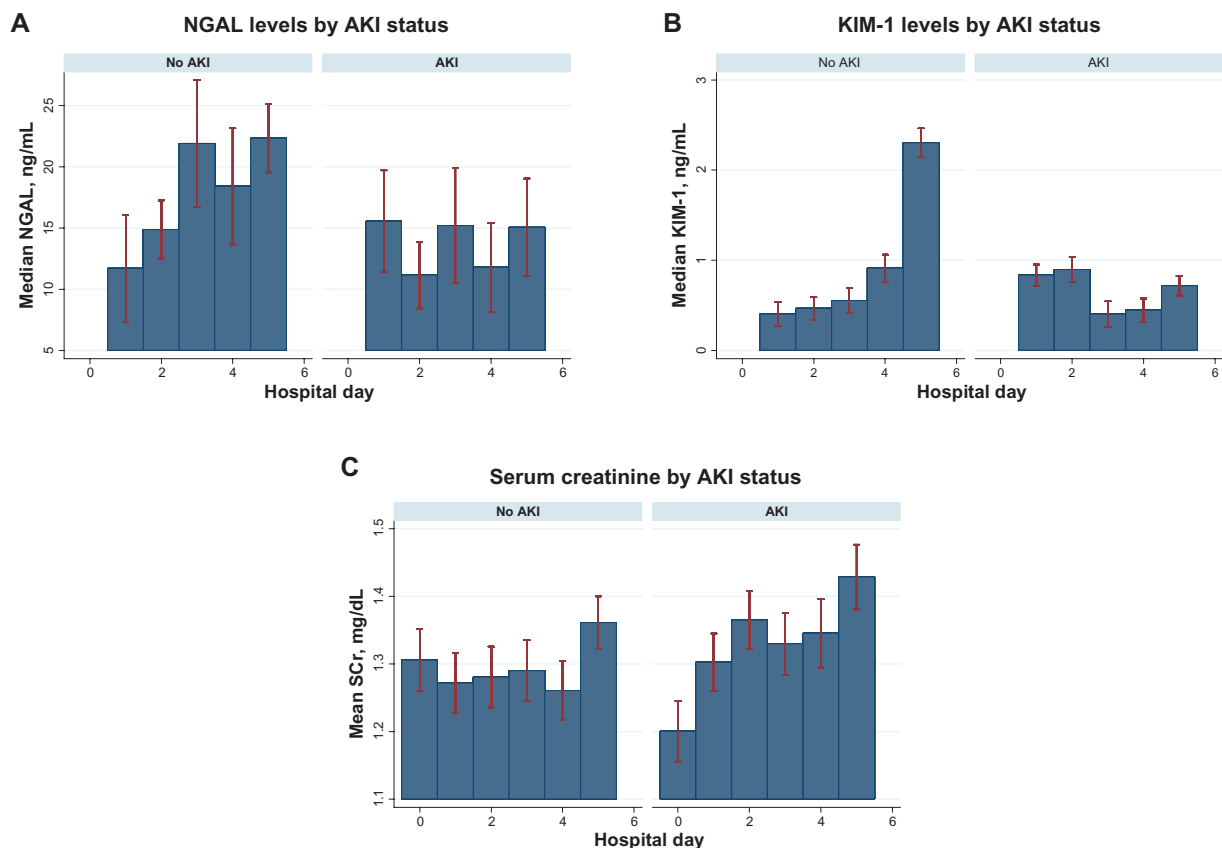 A
NGAL levels by AKI status
No AKI
AKI
Median NGAL, ng/mL
25
20
15
10
5
0 2 4 6 0 2 4 6
Hospital day
B
KIM-1 levels by AKI status
No AKI
AKI
Median KIM-1, ng/mL
3
2
1
0
0 2 4 6 0 2 4 6
Hospital day
C
Serum creatinine by AKI status
No AKI
AKI
Mean SCr, mg/dL
1.5
1.4
1.3
1.2
1.1
0 2 4 6 0 2 4 6
Hospital day